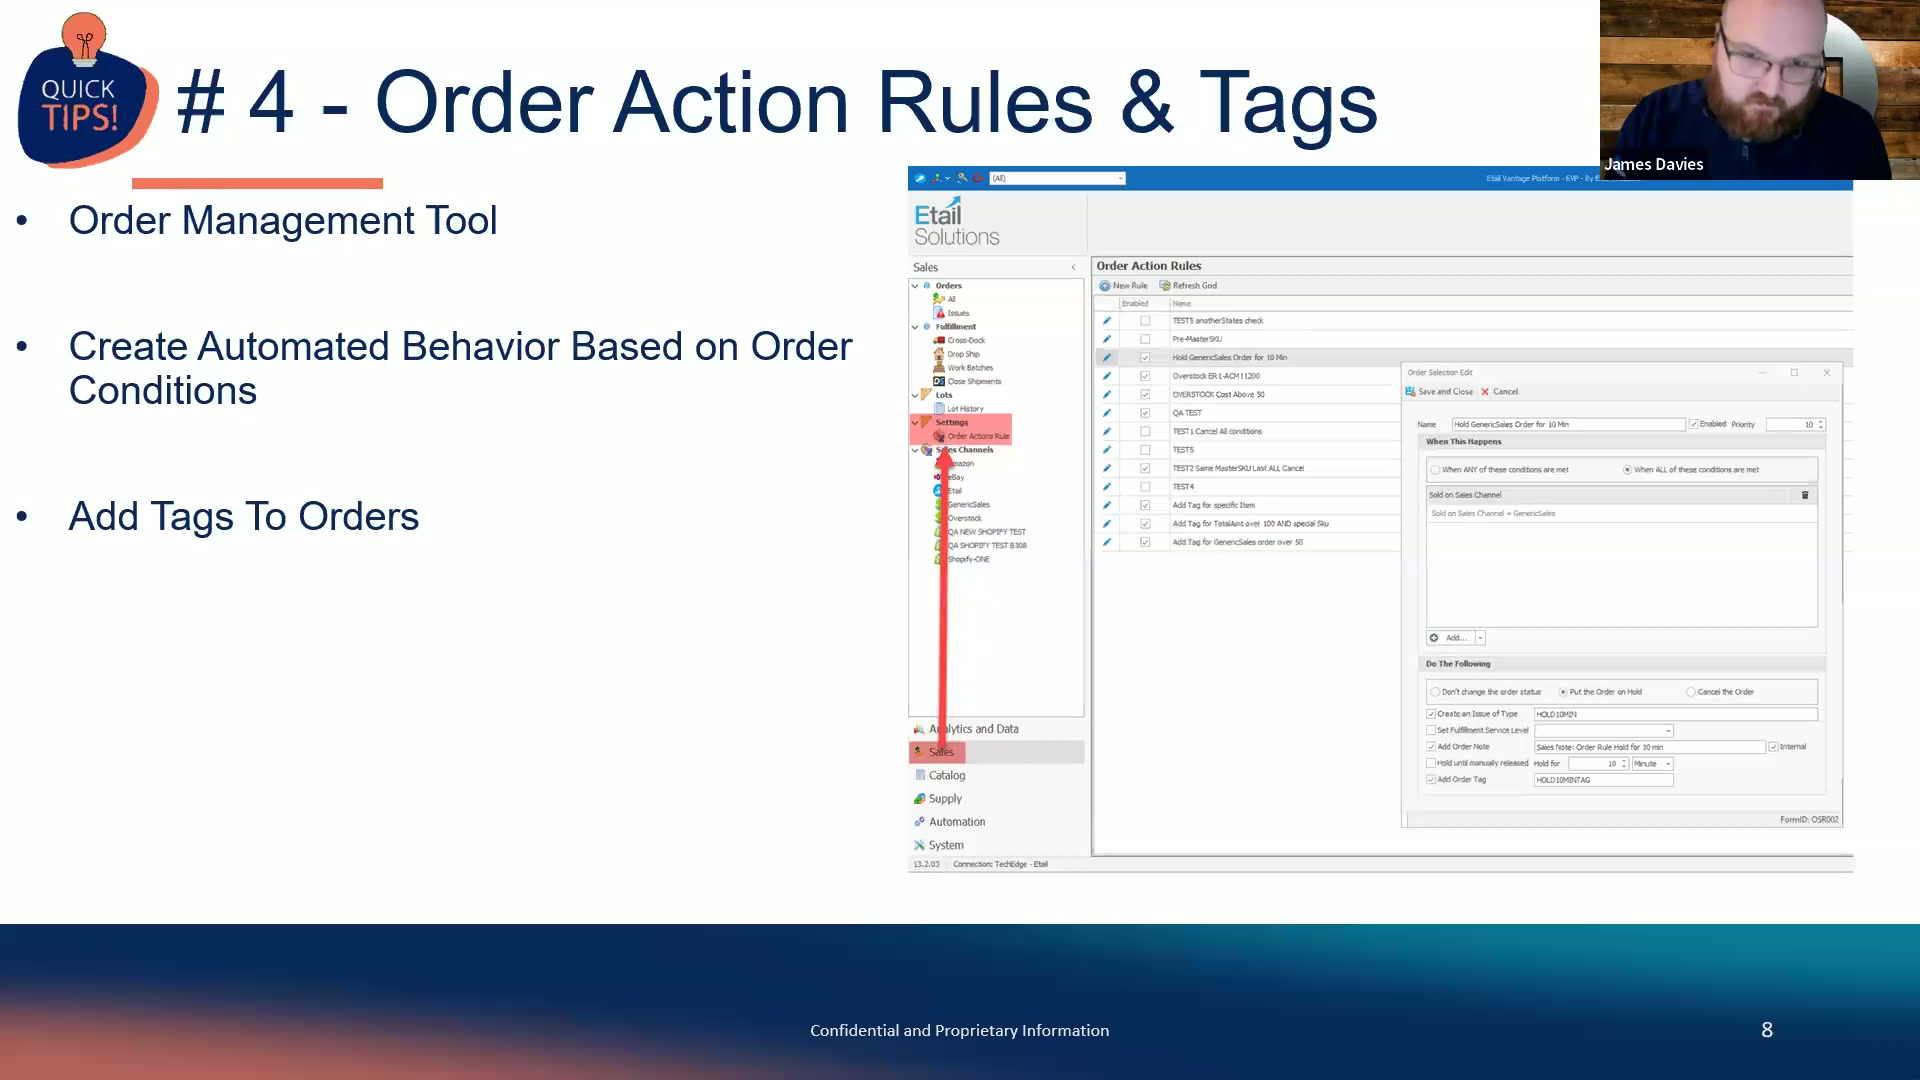 QUICK
TIPS!
# 4 - Order Action Rules & Tags
James Davies
• Order Management Tool
• Create Automated Behavior Based on Order
Conditions
• Add Tags To Orders
(All)
Etail Vantage Platform - EVP - By
Etail
Solutions
Sales
Orders
All
Issues
Fulfillment
Cross-Dock
Drop Ship
Work Batches
Close Shipments
Lots
Lot History
Settings
Order Actions Rule
Sales Channels
Amazon
eBay
Etail
GenericSales
Overstock
QA NEW SHOPIFY TEST
QA SHOPIFY TEST B308
Shopify-ONE
Analytics and Data
Sales
Catalog
Supply
Automation
System
13.2.03 Connection: TechEdge - Etail
Order Action Rules
New Rule Refresh Grid
Enabled Name
TEST5 anotherStates check
Pre-MasterSKU
Hold GenericSales Order for 10 Min
Overstock ER1-ACM11200
OVERSTOCK Cost Above 50
QA TEST
TEST1 Cancel All conditions
TEST5
TEST2 Same MasterSKU Last ALL Cancel
TEST4
Add Tag for specific Item
Add Tag for TotalAmt over 100 AND special Sku
Add Tag for GenericSales order over 50
Order Selection Edit
Save and Close Cancel
Name Hold GenericSales Order for 10 Min Enabled Priority 10
When This Happens
When ANY of these conditions are met When ALL of these conditions are met
Sold on Sales Channel
Sold on Sales Channel = GenericSales
Add...
Do The Following
Don't change the order status Put the Order on Hold Cancel the Order
Create an Issue of Type HOLD10MIN
Set Fulfillment Service Level
Add Order Note Sales Note: Order Rule Hold for 10 min Internal
Hold until manually released Hold for 10 Minute
Add Order Tag HOLD10MINTAG
FormID: OSR002
Confidential and Proprietary Information
8